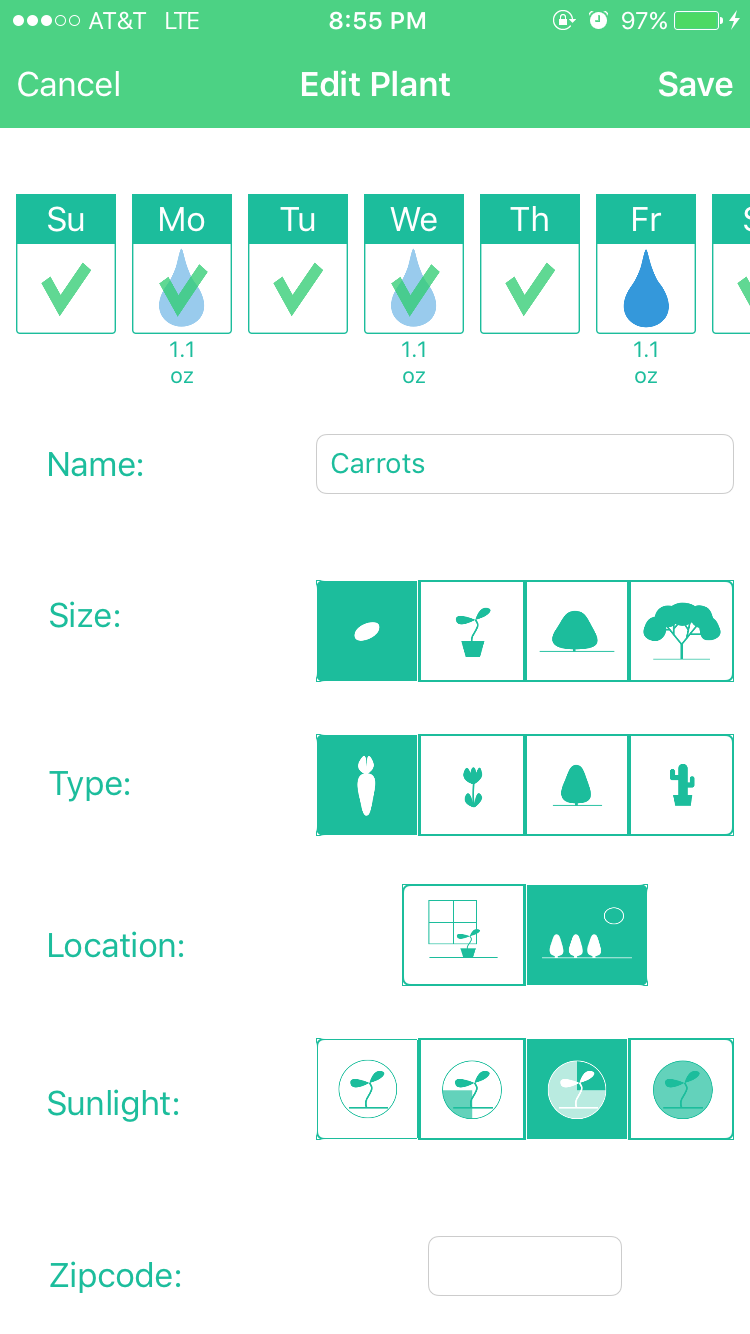 AT&T LTE 8:55 PM 97%
Cancel Edit Plant Save
Su Mo Tu We Th Fr
1.1 1.1 1.1
oz oz oz
Name: Carrots
Size:
Type:
Location:
Sunlight:
Zipcode: